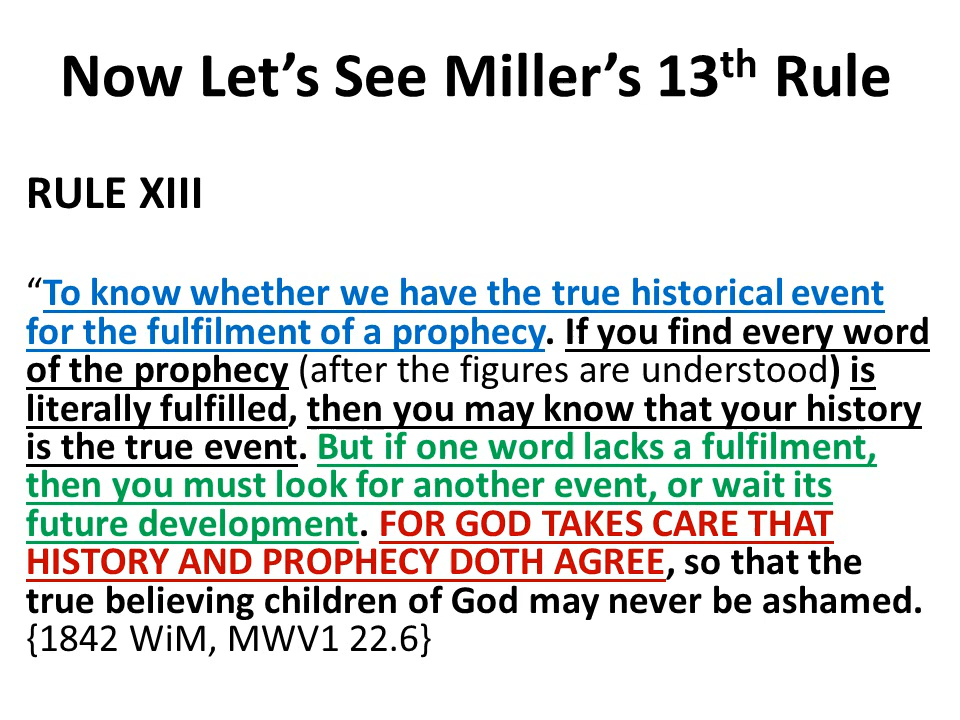 Now Let’s See Miller’s 13th Rule
RULE XIII
“To know whether we have the true historical event
for the fulfilment of a prophecy. If you find every word
of the prophecy (after the figures are understood) is
literally fulfilled, then you may know that your history
is the true event. But if one word lacks a fulfilment,
then you must look for another event, or wait its
future development. FOR GOD TAKES CARE THAT
HISTORY AND PROPHECY DOTH AGREE, so that the
true believing children of God may never be ashamed.
{1842 WiM, MWV1 22.6}